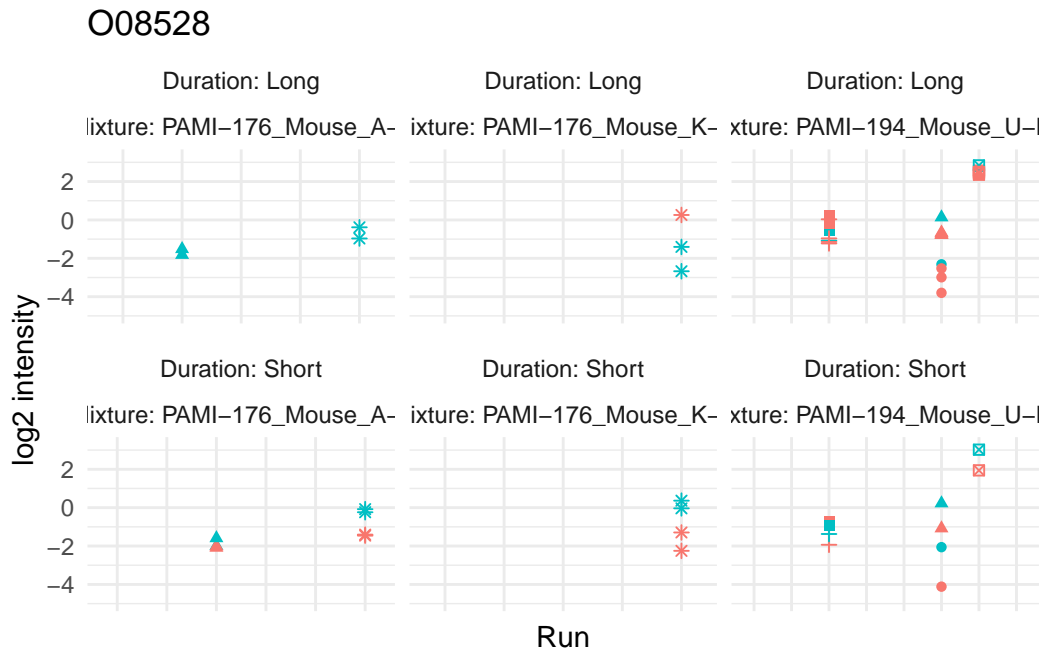 O08528
Duration: Long
Duration: Long
Duration: Long
ixture: PAMI−176_Mouse_A−
ixture: PAMI−176_Mouse_K−
xture: PAMI−194_Mouse_U−
2
0
−2
−4
Duration: Short
Duration: Short
Duration: Short
ixture: PAMI−176_Mouse_A−
ixture: PAMI−176_Mouse_K−
xture: PAMI−194_Mouse_U−
2
0
−2
−4
log2 intensity
Run